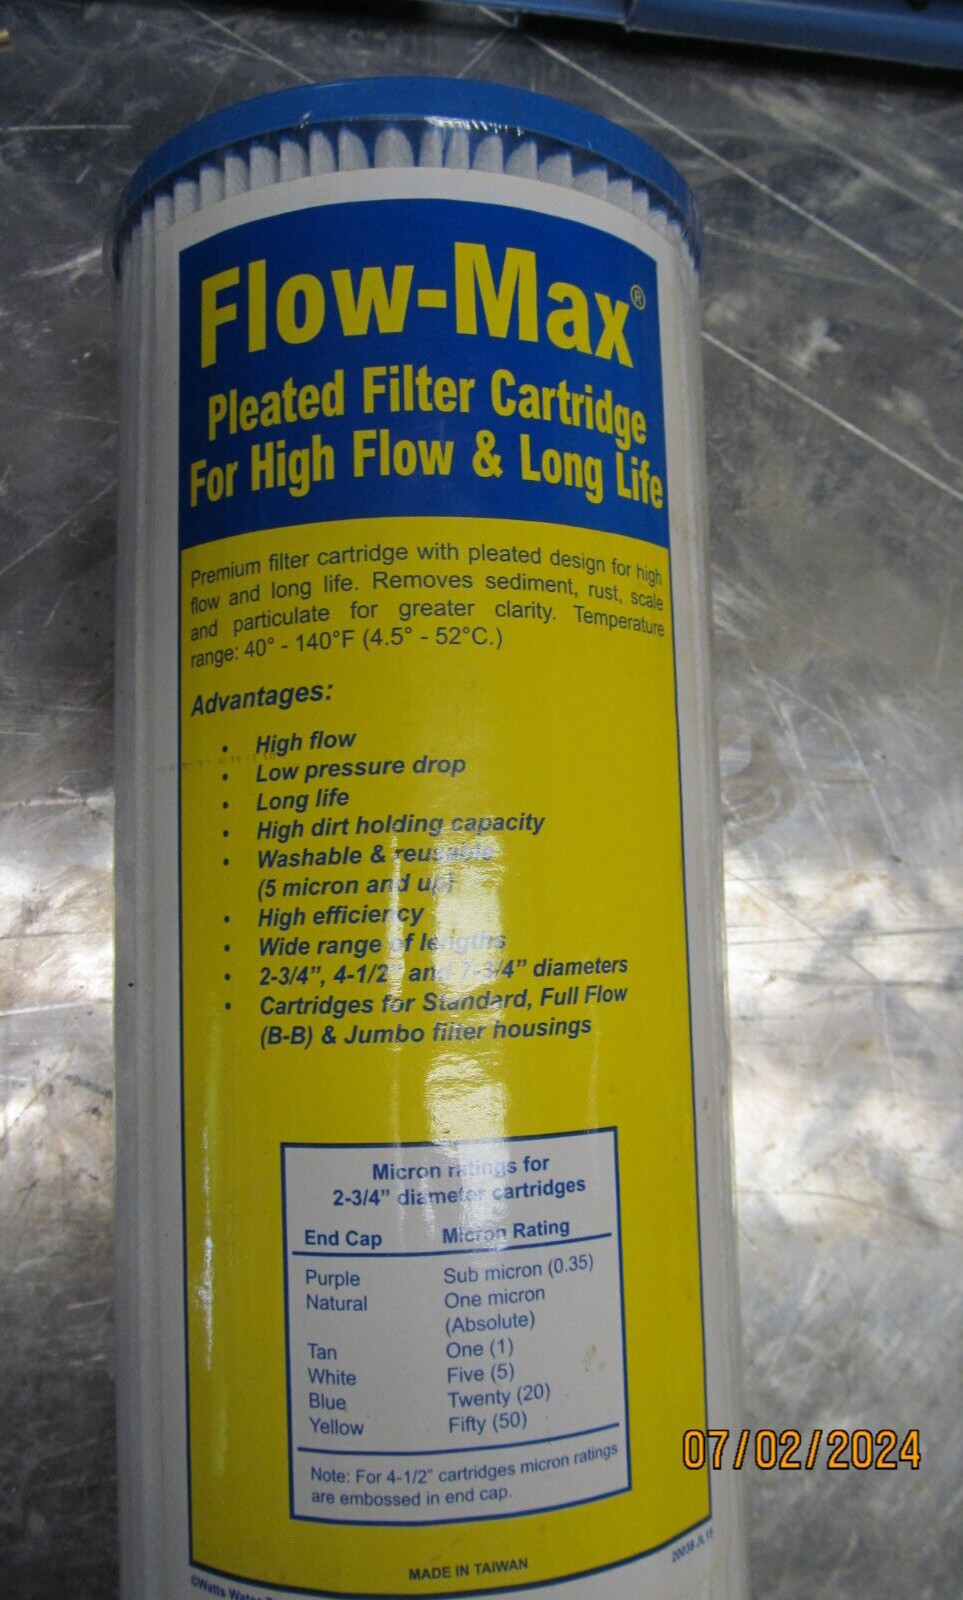 Flow-Max®
Pleated Filter Cartridge
For High Flow & Long Life
Premium filter cartridge with pleated design for high
flow and long life. Removes sediment, rust, scale
and particulate for greater clarity. Temperature
range: 40° - 140°F (4.5° - 52°C.)
Advantages:
• High flow
• Low pressure drop
• Long life
• High dirt holding capacity
• Washable & reusable
(5 micron and up)
• High efficiency
• Wide range of lengths
• 2-3/4”, 4-1/2” and 7-3/4” diameters
• Cartridges for Standard, Full Flow
(B-B) & Jumbo filter housings
Micron ratings for
2-3/4” diameter cartridges
End Cap Micron Rating
Purple Sub micron (0.35)
Natural One micron
(Absolute)
Tan One (1)
White Five (5)
Blue Twenty (20)
Yellow Fifty (50)
Note: For 4-1/2” cartridges micron ratings
are embossed in end cap.
07/02/2024
MADE IN TAIWAN
©Watts Water